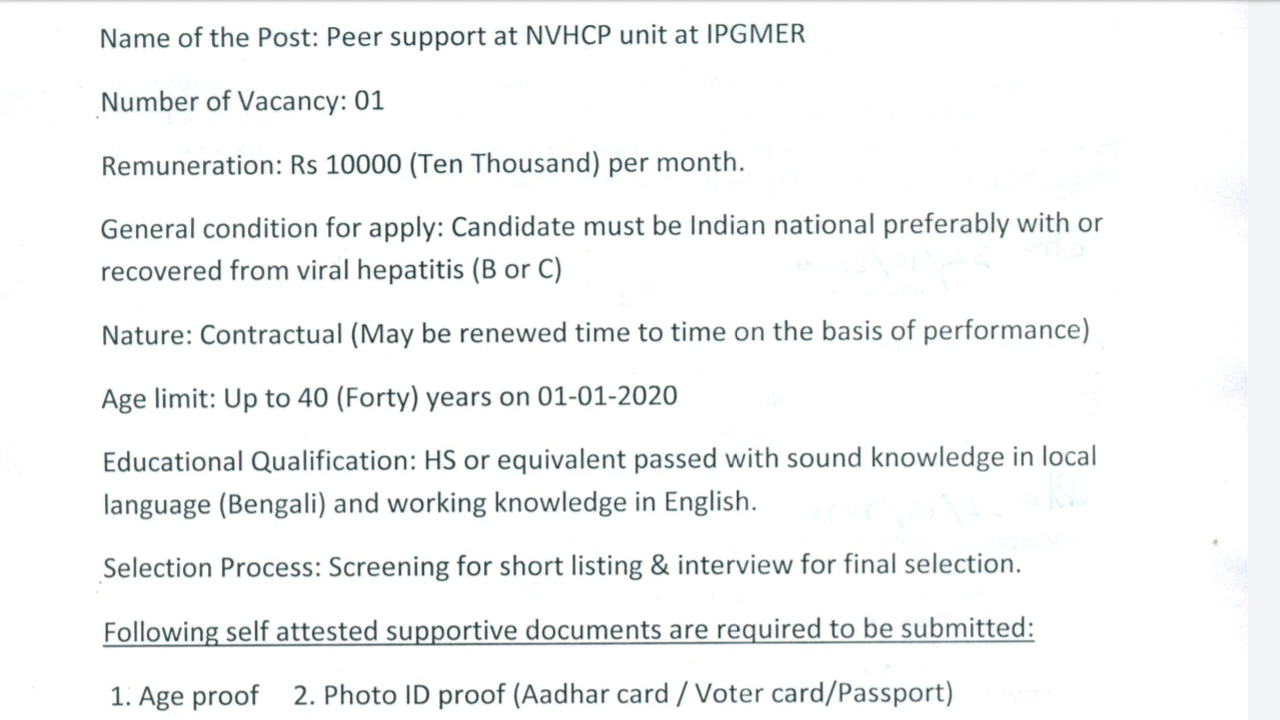 Name of the Post: Peer support at NVHCP unit at IPGMER
Number of Vacancy: 01
Remuneration: Rs 10000 (Ten Thousand) per month.
General condition for apply: Candidate must be Indian national preferably with or
recovered from viral hepatitis (B or C)
Nature: Contractual (May be renewed time to time on the basis of performance)
Age limit: Up to 40 (Forty) years on 01-01-2020
Educational Qualification: HS or equivalent passed with sound knowledge in local
language (Bengali) and working knowledge in English.
Selection Process: Screening for short listing & interview for final selection.
Following self attested supportive documents are required to be submitted:
1. Age proof 2. Photo ID proof (Aadhar card / Voter card/Passport)